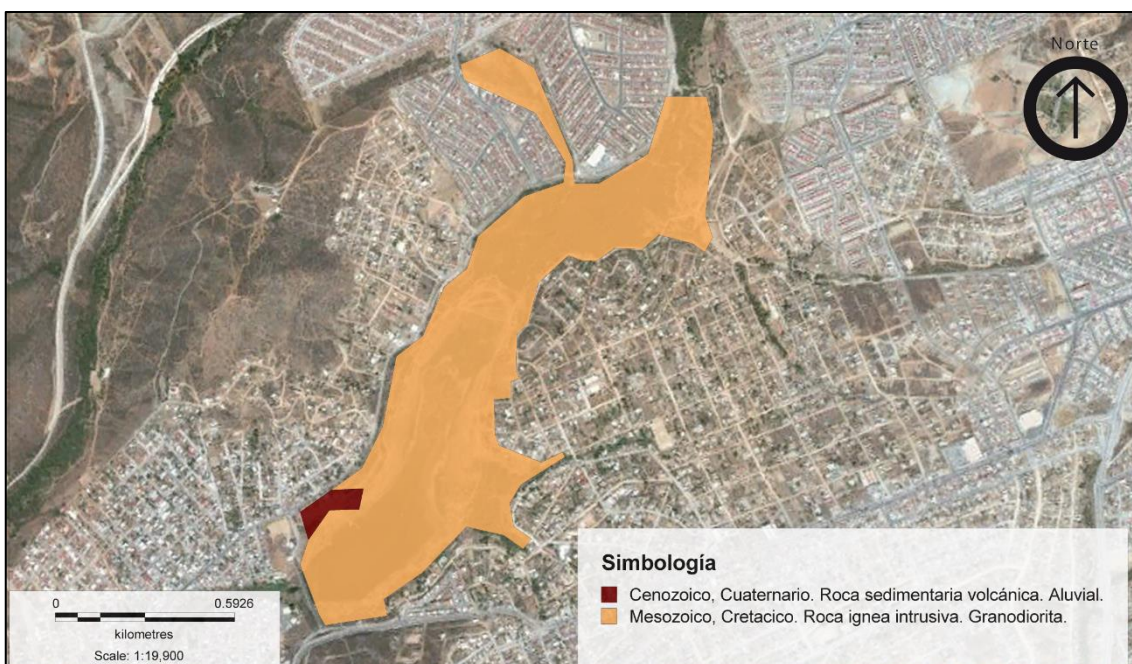 Norte
Simbología
Cenozoico, Cuaternario. Roca sedimentaria volcánica. Aluvial.
Mesozoico, Cretacico. Roca ignea intrusiva. Granodiorita.
0 0.5926
kilometres
Scale: 1:19,900